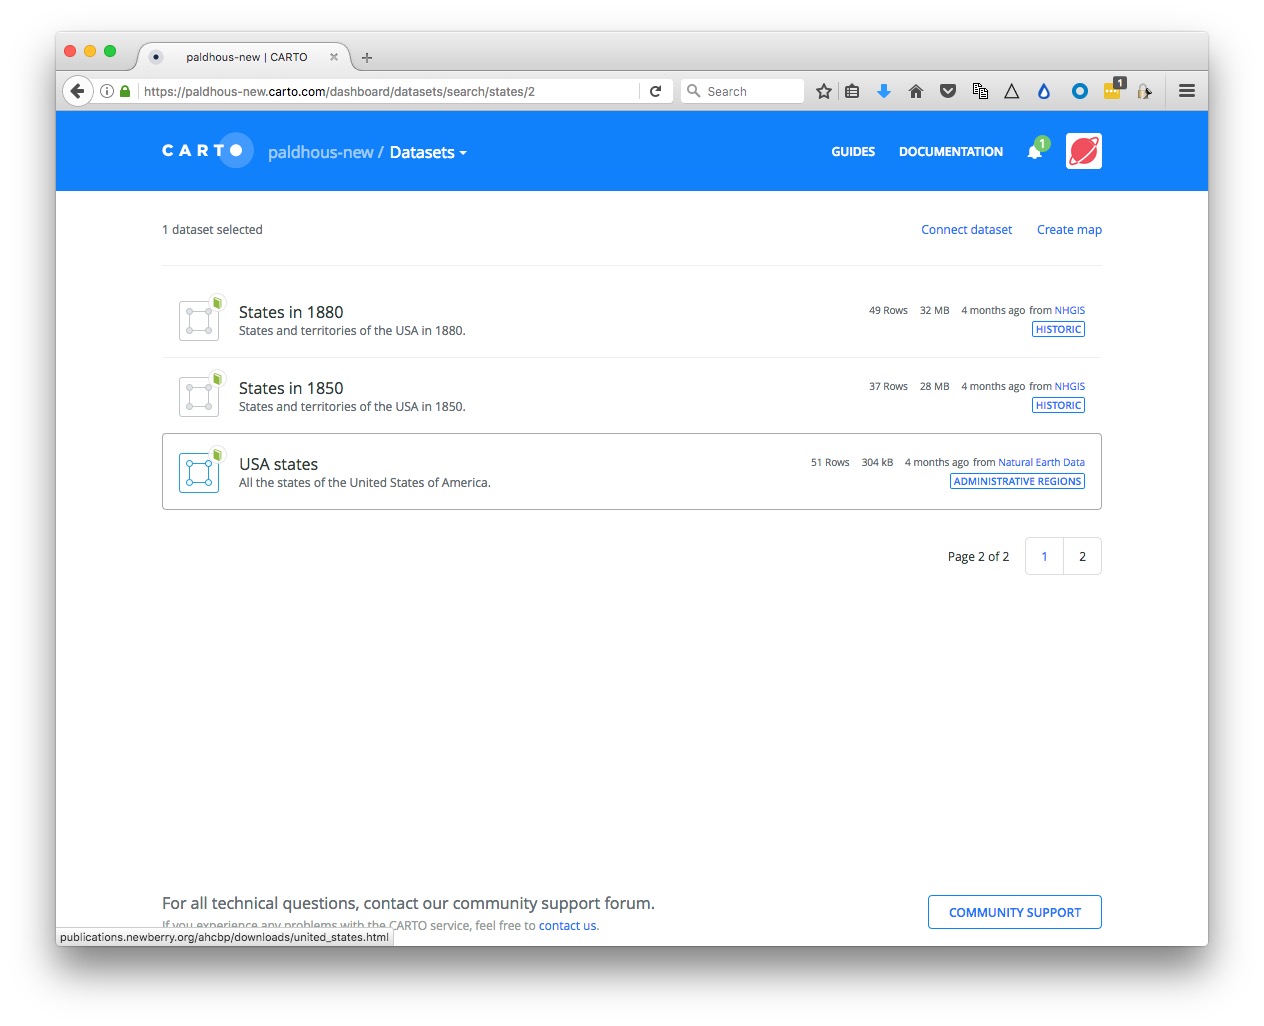 paldhous-new | CARTO
https://paldhous-new.carto.com/dashboard/datasets/search/states/2
Search
1
CARTO
paldhous-new / Datasets
GUIDES
DOCUMENTATION
1
1 dataset selected
Connect dataset
Create map
States in 1880
States and territories of the USA in 1880.
49 Rows 32 MB 4 months ago from NHGIS
HISTORIC
States in 1850
States and territories of the USA in 1850.
37 Rows 28 MB 4 months ago from NHGIS
HISTORIC
USA states
All the states of the United States of America.
51 Rows 304 kB 4 months ago from Natural Earth Data
ADMINISTRATIVE REGIONS
Page 2 of 2 1 2
For all technical questions, contact our community support forum.
If you experience any problems with the CARTO service, feel free to contact us.
COMMUNITY SUPPORT
publications.newberry.org/ahcbp/downloads/united_states.html